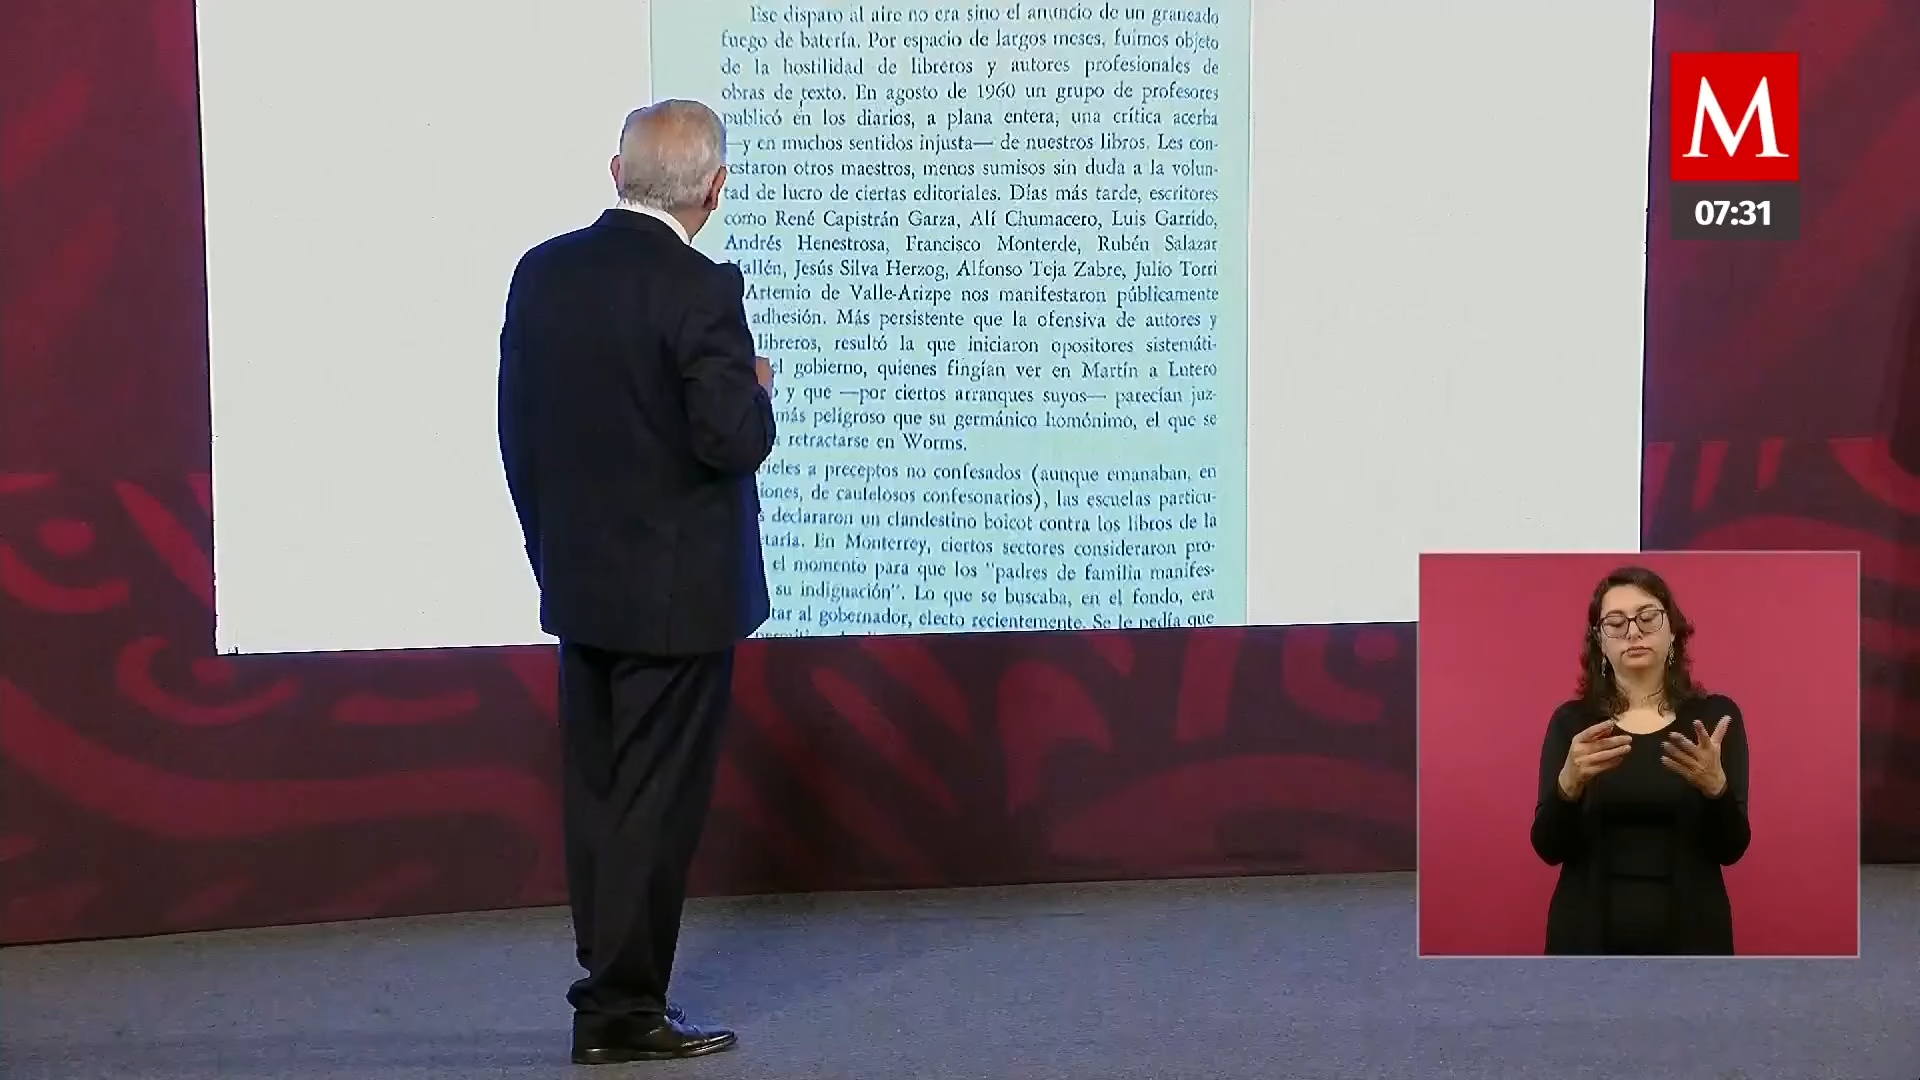 Ese disparo al aire no era sino el anuncio de un graneado
fuego de batería. Por espacio de largos meses, fuimos objeto
de la hostilidad de libreros y autores profesionales de
obras de texto. En agosto de 1960 un grupo de profesores
publicó en los diarios, a plana entera, una crítica acerba
—y en muchos sentidos injusta— de nuestros libros. Les con-
estaron otros maestros, menos sumisos sin duda a la volun-
tad de lucro de ciertas editoriales. Días más tarde, escritores
como René Capistrán Garza, Alí Chumacero, Luis Garrido,
Andrés Henestrosa, Francisco Monterde, Rubén Salazar
Mallén, Jesús Silva Herzog, Alfonso Teja Zabre, Julio Torri
Artemio de Valle-Arizpe nos manifestaron públicamente
adhesión. Más persistente que la ofensiva de autores y
libreros, resultó la que iniciaron opositores sistemáti-
el gobierno, quienes fingían ver en Martín a Lutero
y que —por ciertos arranques suyos— parecían juz-
más peligroso que su germánico homónimo, el que se
retractarse en Worms.
ieles a preceptos no confesados (aunque emanaban, en
iones, de cautelosos confesonarios), las escuelas particu-
s declararon un clandestino boicot contra los libros de la
taría. En Monterrey, ciertos sectores consideraron pro-
el momento para que los "padres de familia manifes-
su indignación". Lo que se buscaba, en el fondo, era
tar al gobernador, electo recientemente. Se le pedía que
M
07:31